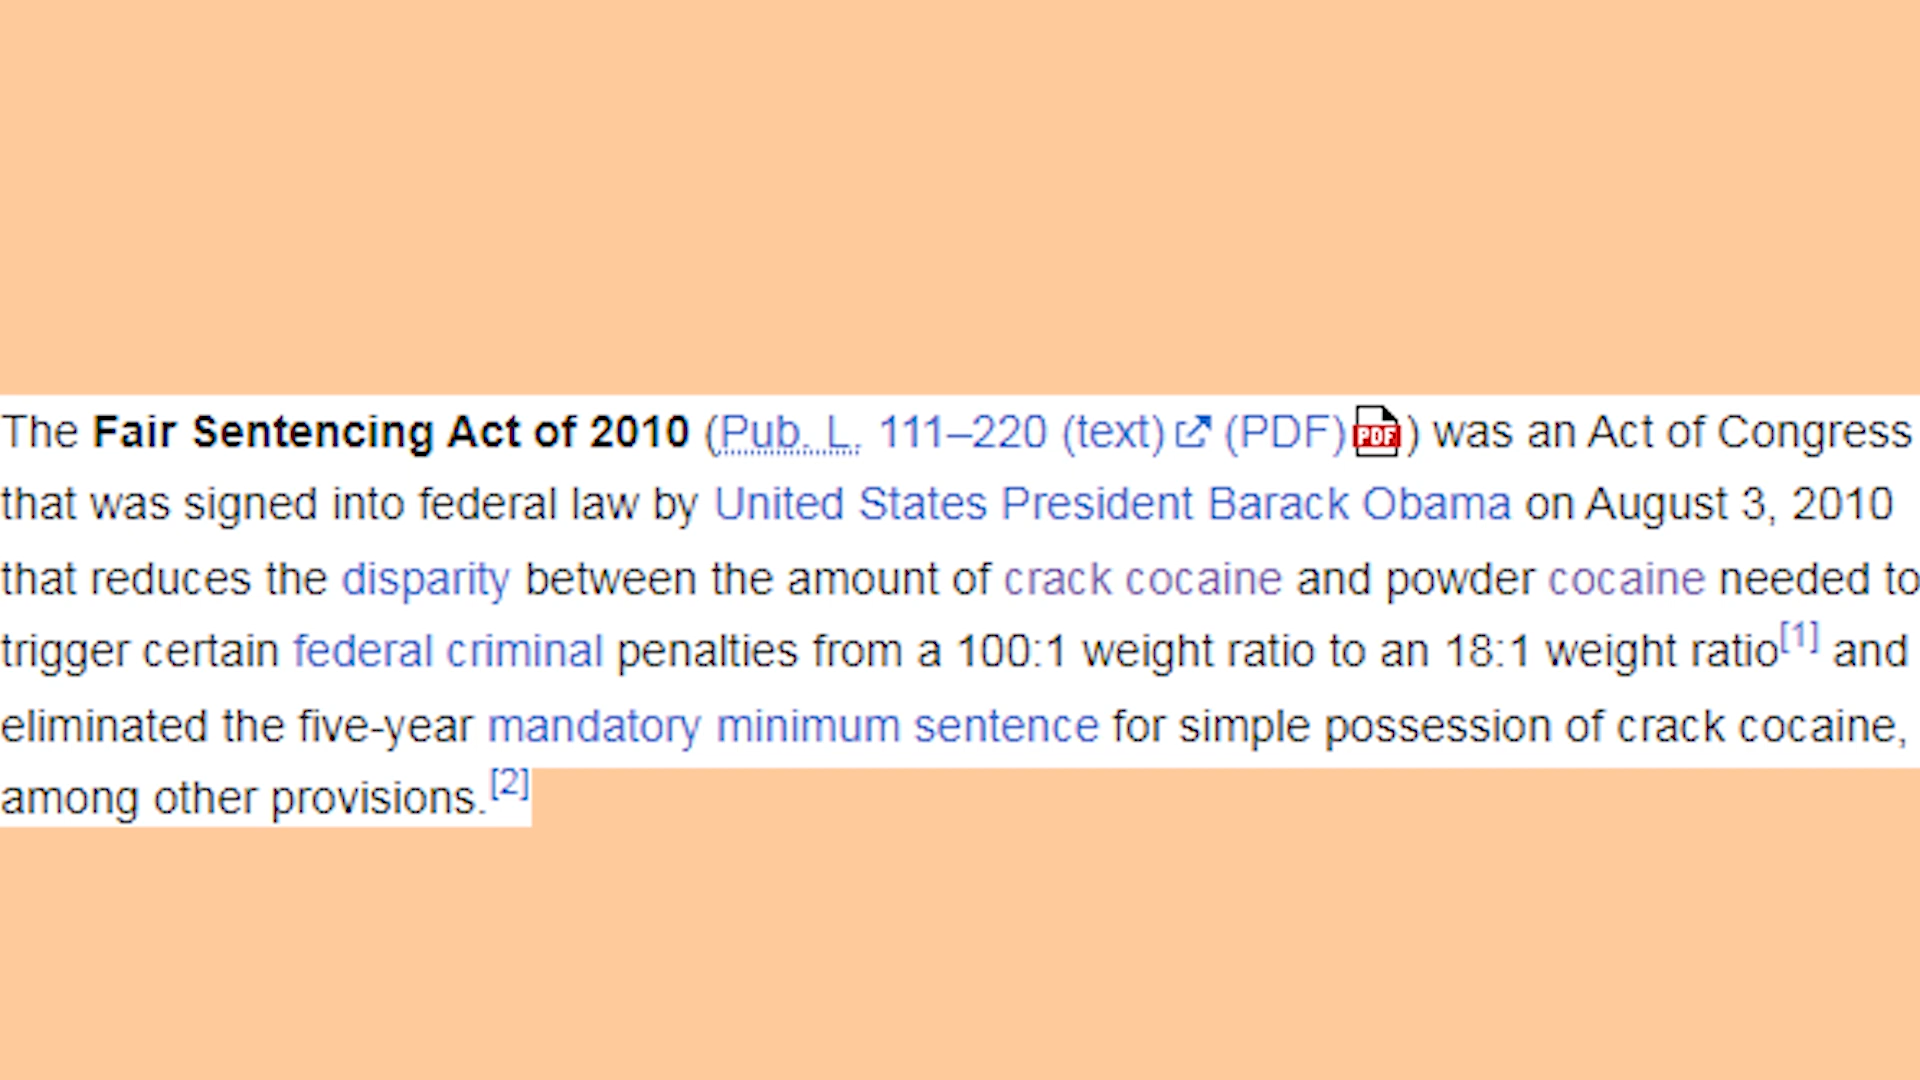 The Fair Sentencing Act of 2010 (Pub. L. 111–220 (text) (PDF) PDF) was an Act of Congress
that was signed into federal law by United States President Barack Obama on August 3, 2010
that reduces the disparity between the amount of crack cocaine and powder cocaine needed to
trigger certain federal criminal penalties from a 100:1 weight ratio to an 18:1 weight ratio[1] and
eliminated the five-year mandatory minimum sentence for simple possession of crack cocaine,
among other provisions.[2]